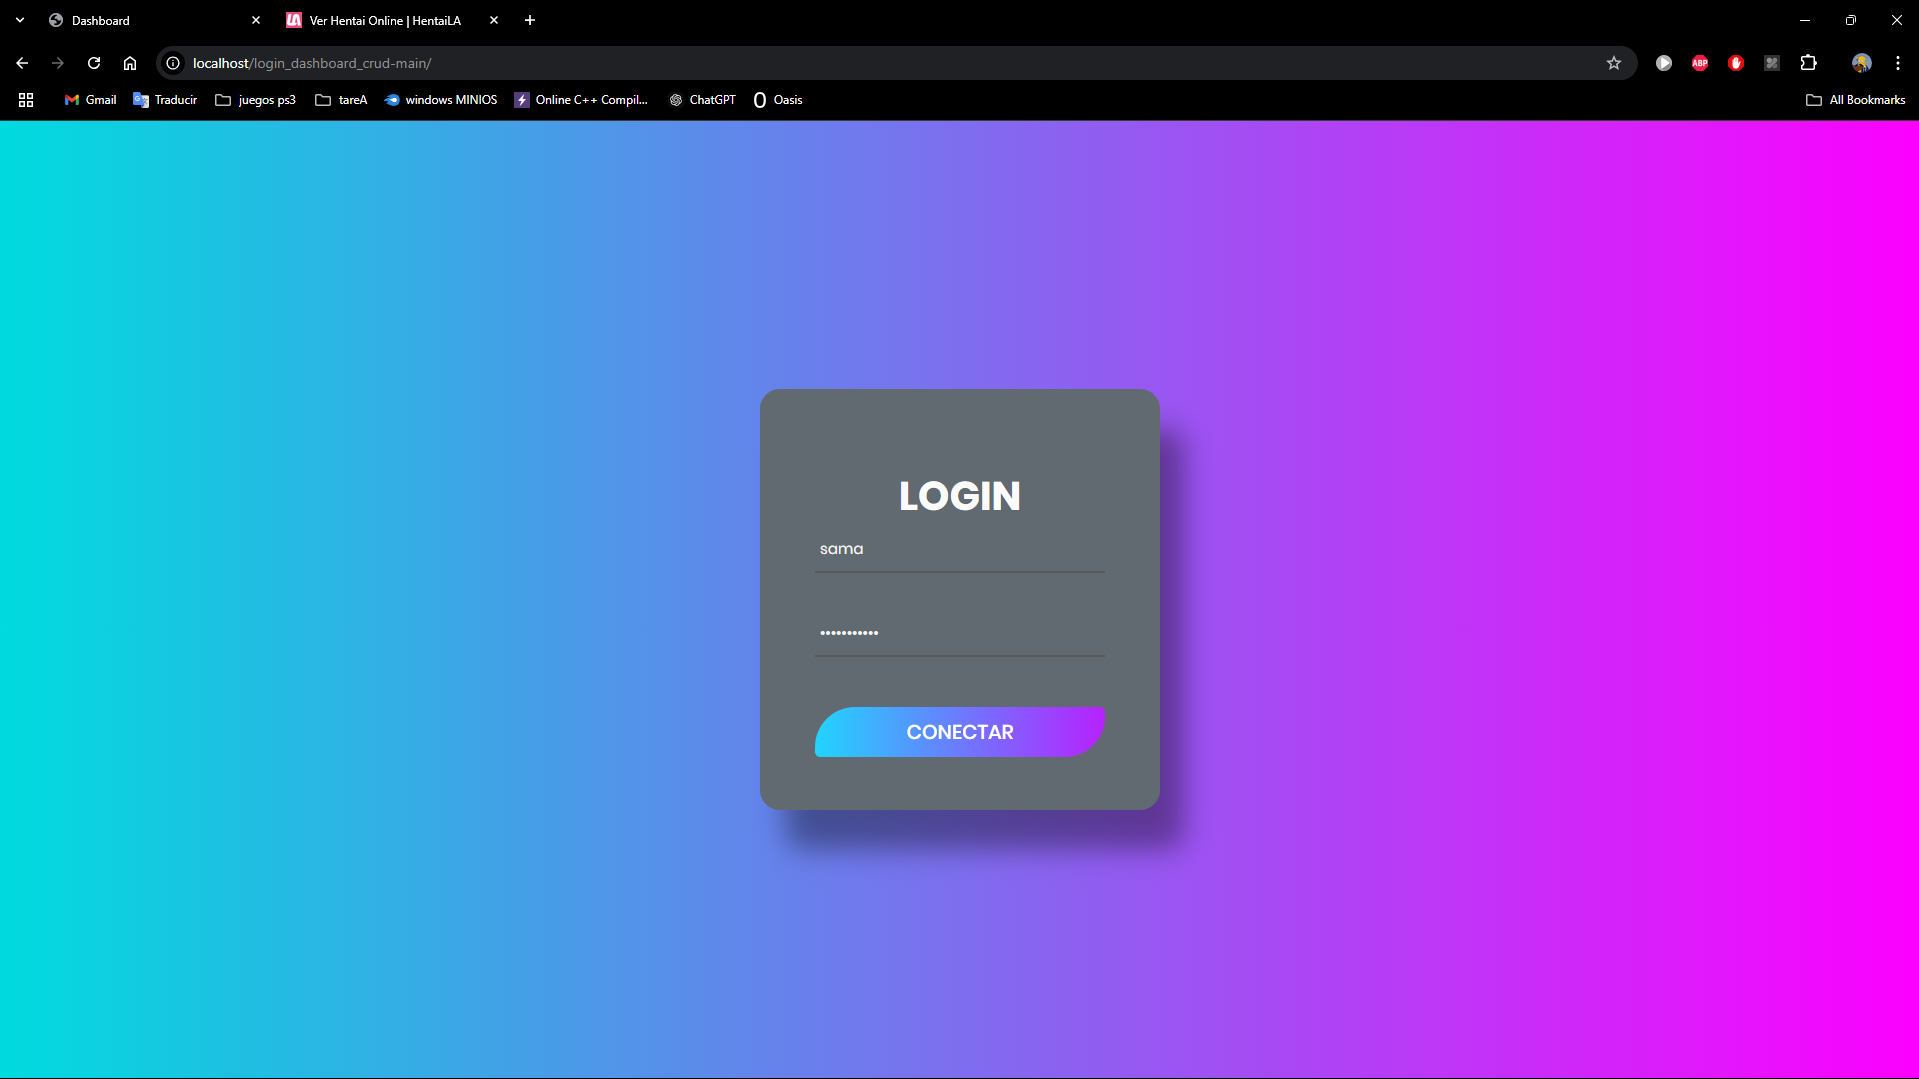 Dashboard
Ver Hentai Online | HentaiLA
localhost/login_dashboard_crud-main/
ABP
Gmail
Traducir
juegos ps3
tareA
windows MINIOS
Online C++ Compil...
ChatGPT
Oasis
All Bookmarks
LOGIN
sama
•••••••••••
CONECTAR